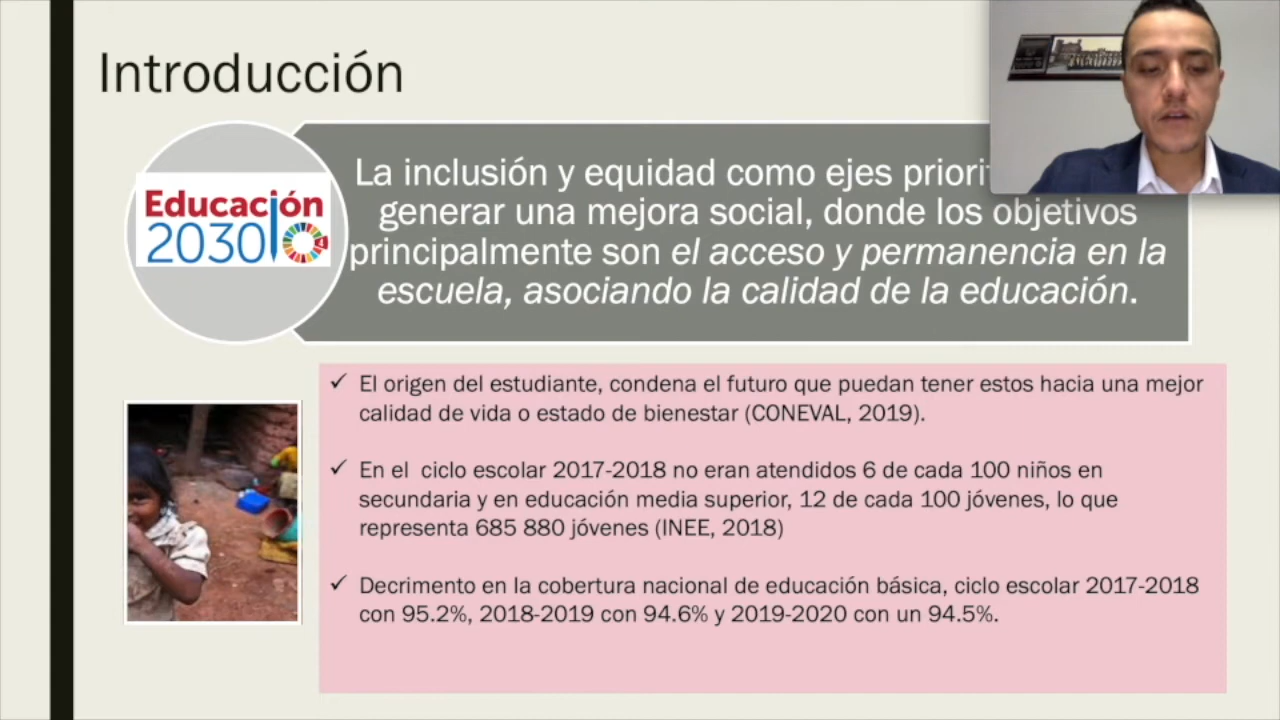 Introducción
La inclusión y equidad como ejes
generar una mejora social, donde los objetivos
principalmente son el acceso y permanencia en la
escuela, asociando la calidad de la educación.
Educación
2030
4
El origen del estudiante, condena el futuro que puedan tener estos hacia una mejor
calidad de vida o estado de bienestar (CONEVAL, 2019).
En el ciclo escolar 2017-2018 no eran atendidos 6 de cada 100 niños en
secundaria y en educación media superior, 12 de cada 100 jóvenes, lo que
representa 685 880 jóvenes (INEE, 2018)
Decrimento en la cobertura nacional de educación básica, ciclo escolar 2017-2018
con 95.2%, 2018-2019 con 94.6% y 2019-2020 con un 94.5%.